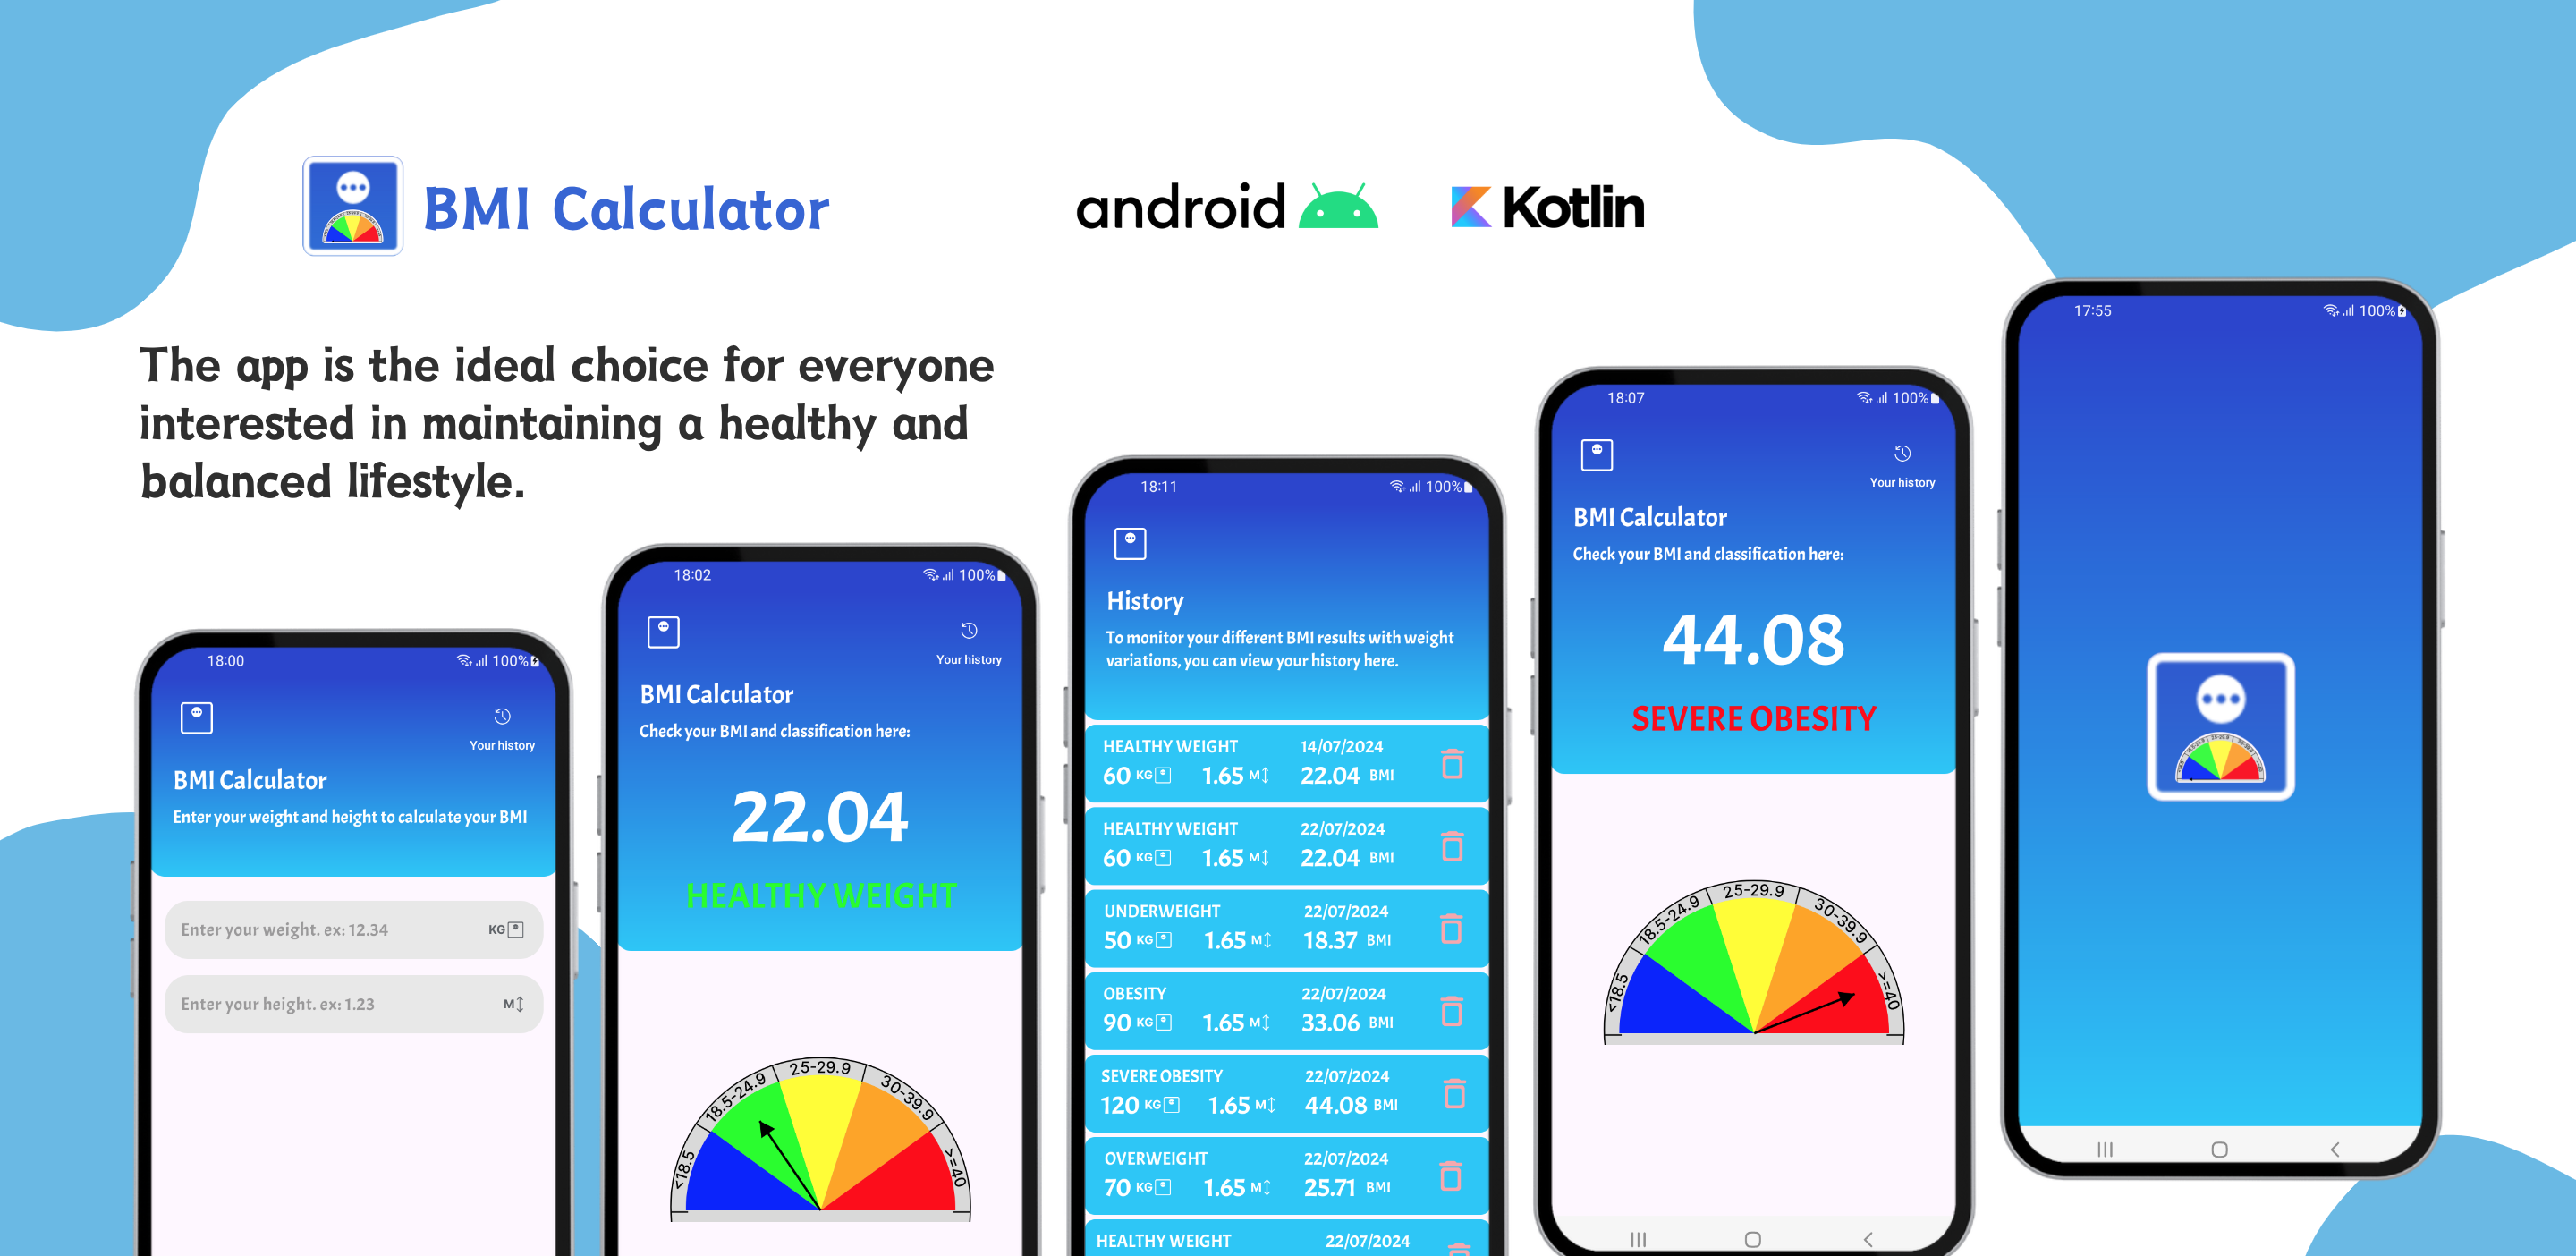 BMI Calculator
android
Kotlin
The app is the ideal choice for everyone
interested in maintaining a healthy and
balanced lifestyle.
18:00
100%
Your history
BMI Calculator
Enter your weight and height to calculate your BMI
Enter your weight. ex: 12.34
KG
Enter your height. ex: 1.23
M
18:02
100%
Your history
BMI Calculator
Check your BMI and classification here:
22.04
HEALTHY WEIGHT
<18.5
18.5-24.9
25-29.9
30-39.9
>=40
18:11
100%
History
To monitor your different BMI results with weight
variations, you can view your history here.
HEALTHY WEIGHT 14/07/2024
60 KG 1.65 M 22.04 BMI
HEALTHY WEIGHT 22/07/2024
60 KG 1.65 M 22.04 BMI
UNDERWEIGHT 22/07/2024
50 KG 1.65 M 18.37 BMI
OBESITY 22/07/2024
90 KG 1.65 M 33.06 BMI
SEVERE OBESITY 22/07/2024
120 KG 1.65 M 44.08 BMI
OVERWEIGHT 22/07/2024
70 KG 1.65 M 25.71 BMI
HEALTHY WEIGHT 22/07/2024
18:07
100%
Your history
BMI Calculator
Check your BMI and classification here:
44.08
SEVERE OBESITY
<18.5
18.5-24.9
25-29.9
30-39.9
>=40
17:55
100%